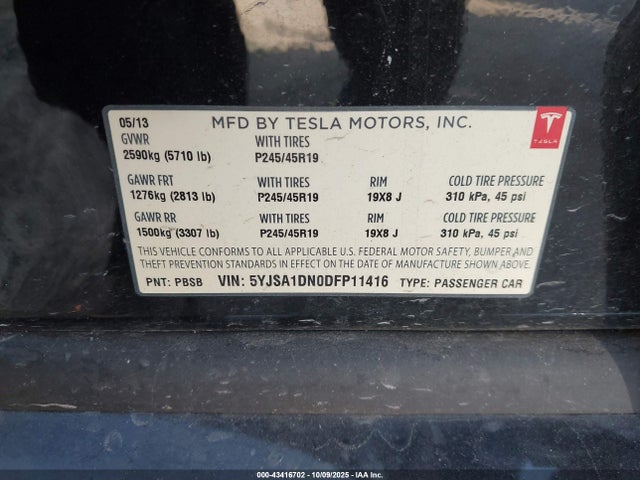 05/13 MFD BY TESLA MOTORS, INC. TESLA
GVWR WITH TIRES
2590kg (5710 lb) P245/45R19
GAWR FRT WITH TIRES RIM COLD TIRE PRESSURE
1276kg (2813 lb) P245/45R19 19X8 J 310 kPa, 45 psi
GAWR RR WITH TIRES RIM COLD TIRE PRESSURE
1500kg (3307 lb) P245/45R19 19X8 J 310 kPa, 45 psi
THIS VEHICLE CONFORMS TO ALL APPLICABLE U.S. FEDERAL MOTOR SAFETY, BUMPER AND
THEFT PREVENTION STANDARDS IN EFFECT ON THE DATE OF MANUFACTURE SHOWN ABOVE.
PNT: PBSB VIN: 5YJSA1DN0DFP11416 TYPE: PASSENGER CAR
000-43416702 - 10/09/2025 - IAA Inc.